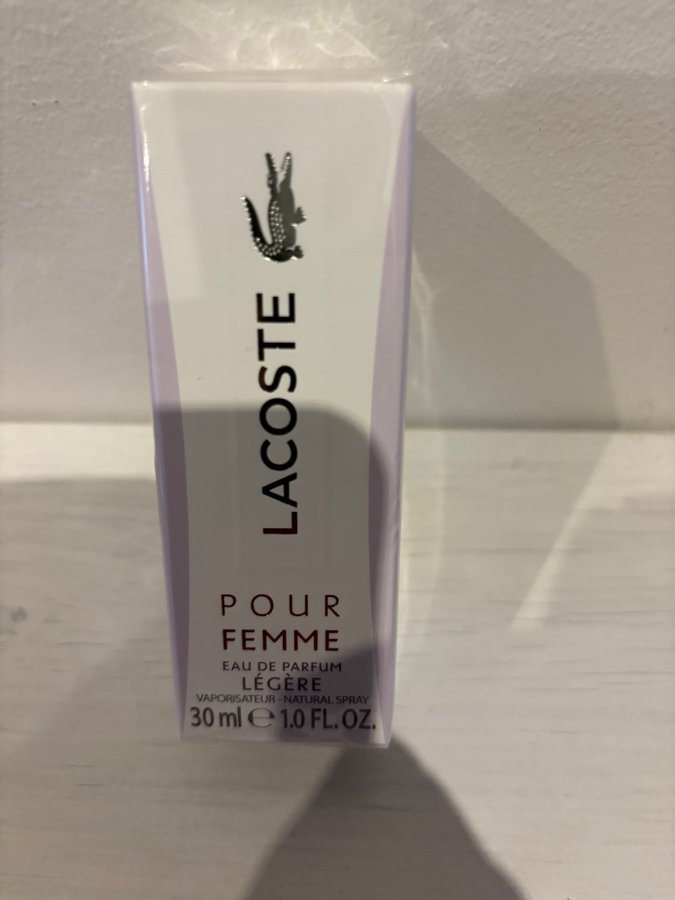 LACOSTE
POUR
FEMME
EAU DE PARFUM
LÉGÈRE
VAPORISATEUR - NATURAL SPRAY
30 ml ℮ 1.0 FL. OZ.